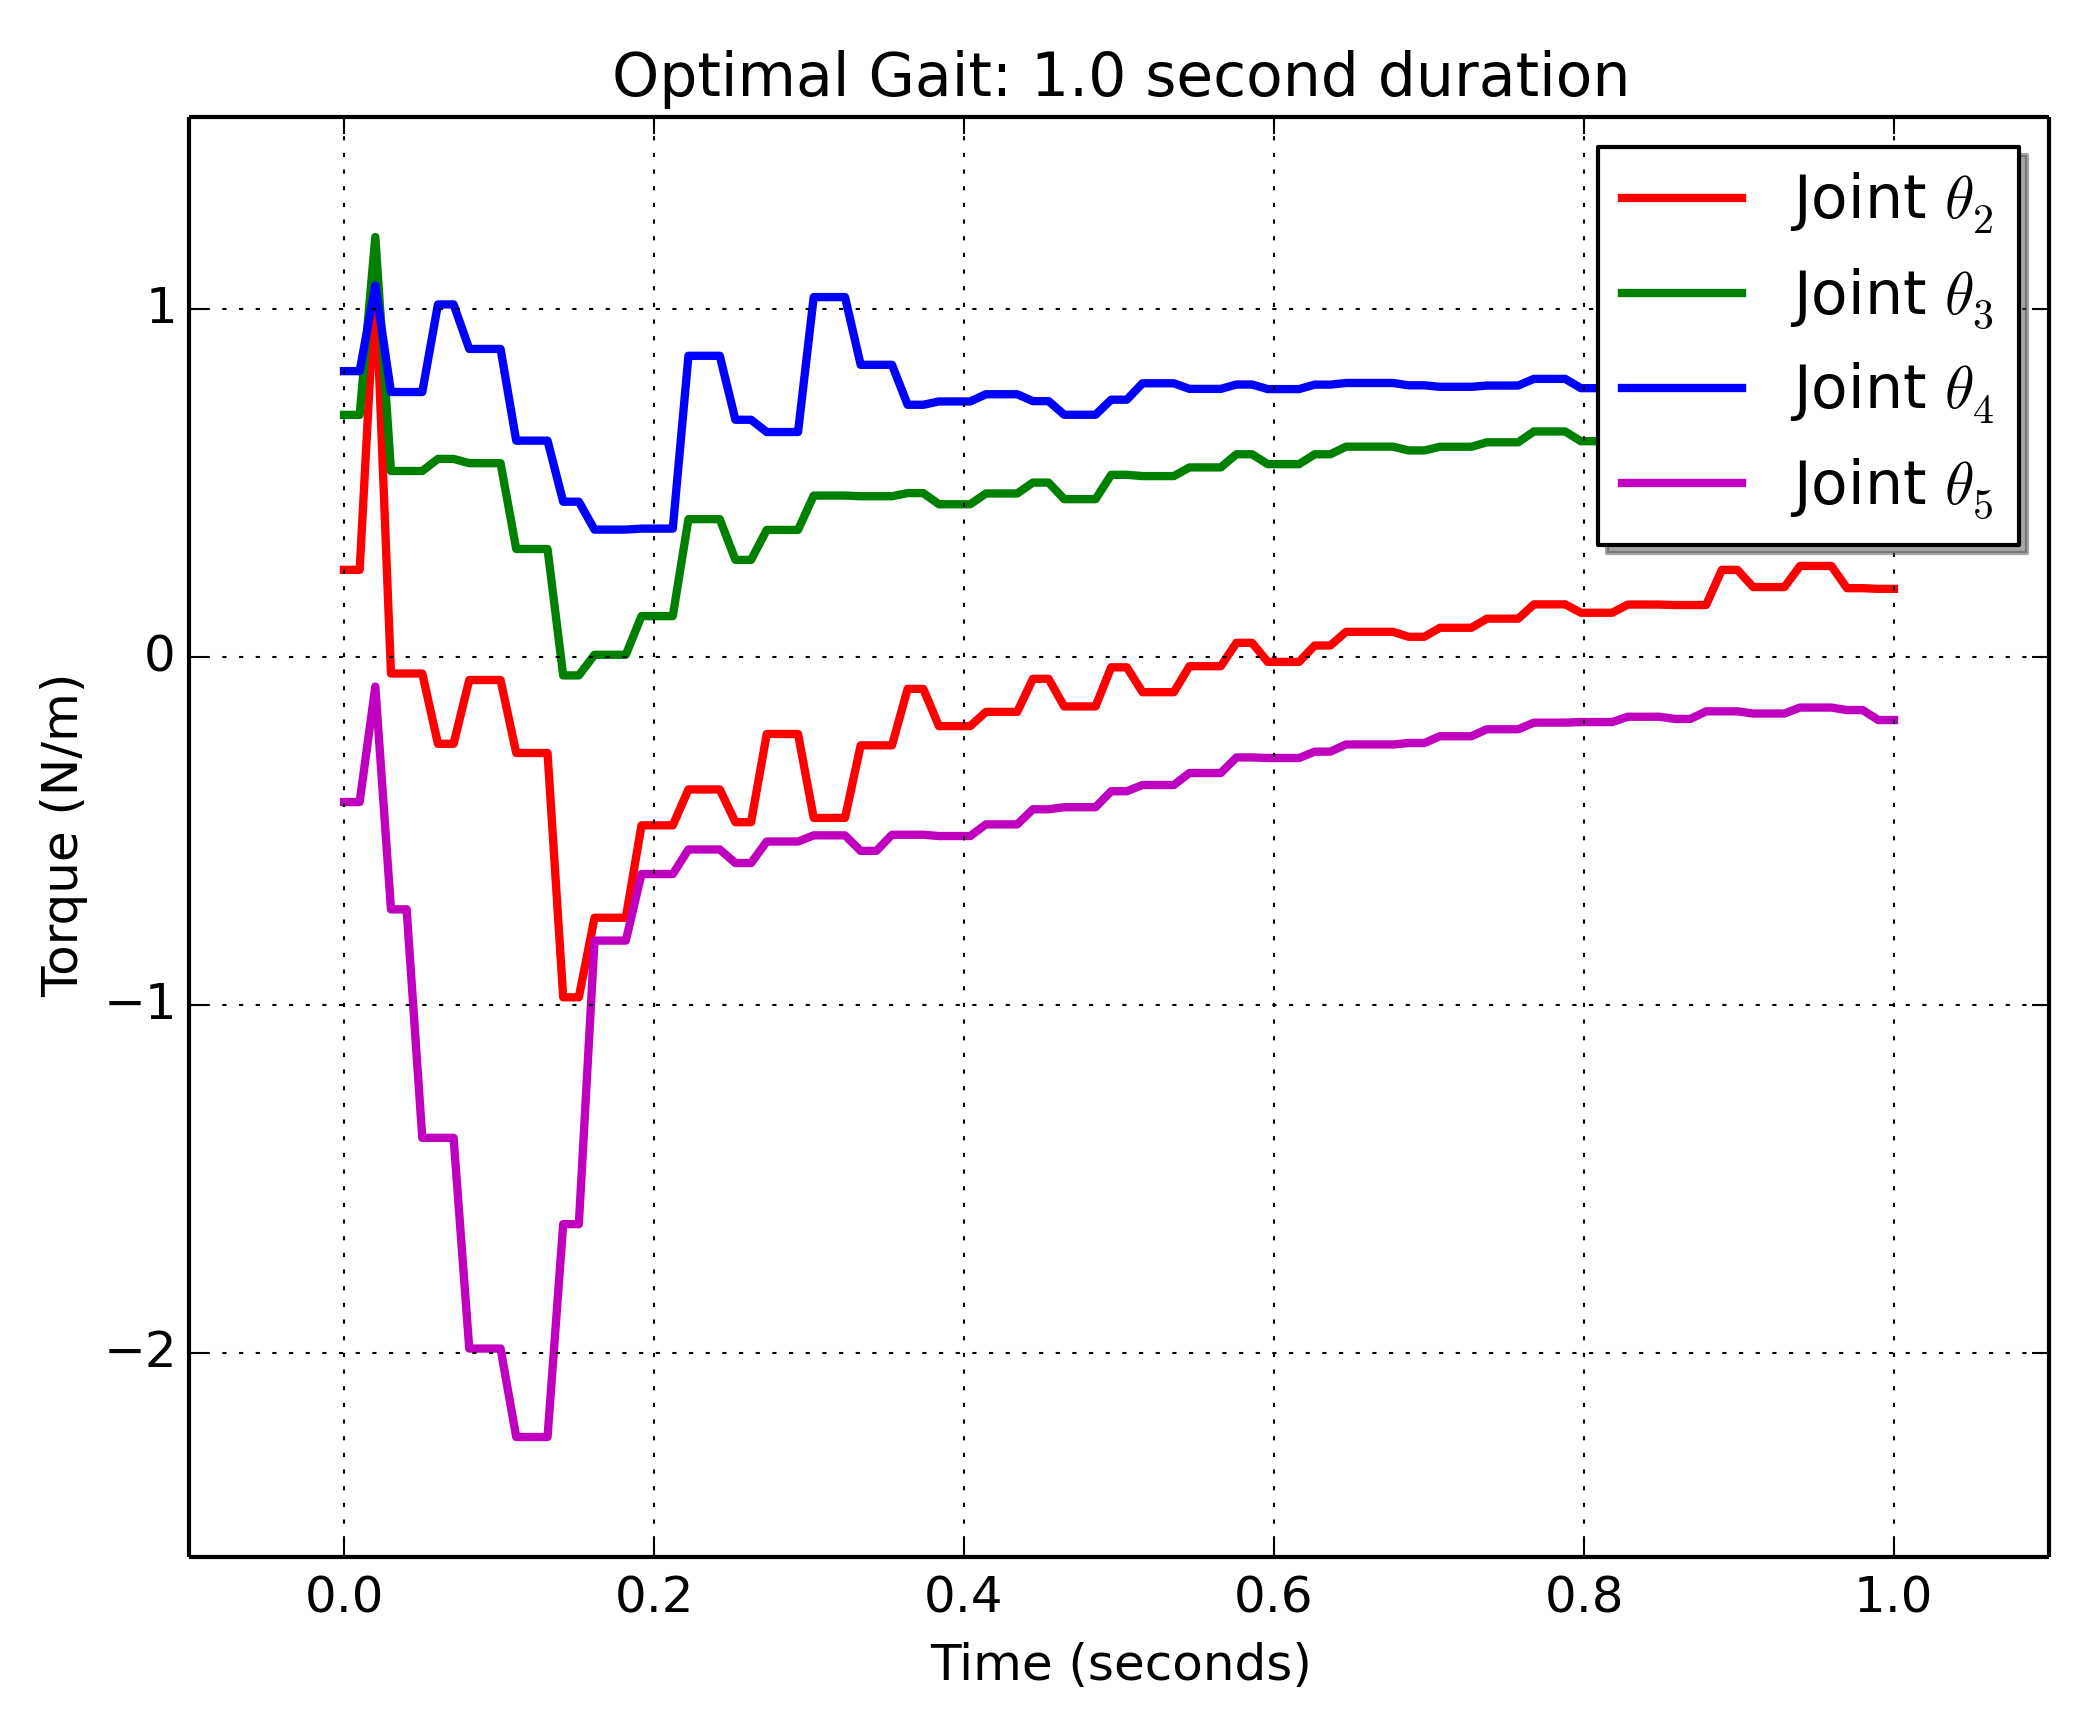 Optimal Gait: 1.0 second duration
Joint θ₂
Joint θ₃
Joint θ₄
Joint θ₅
1
0
−1
−2
Torque (N/m)
0.0 0.2 0.4 0.6 0.8 1.0
Time (seconds)